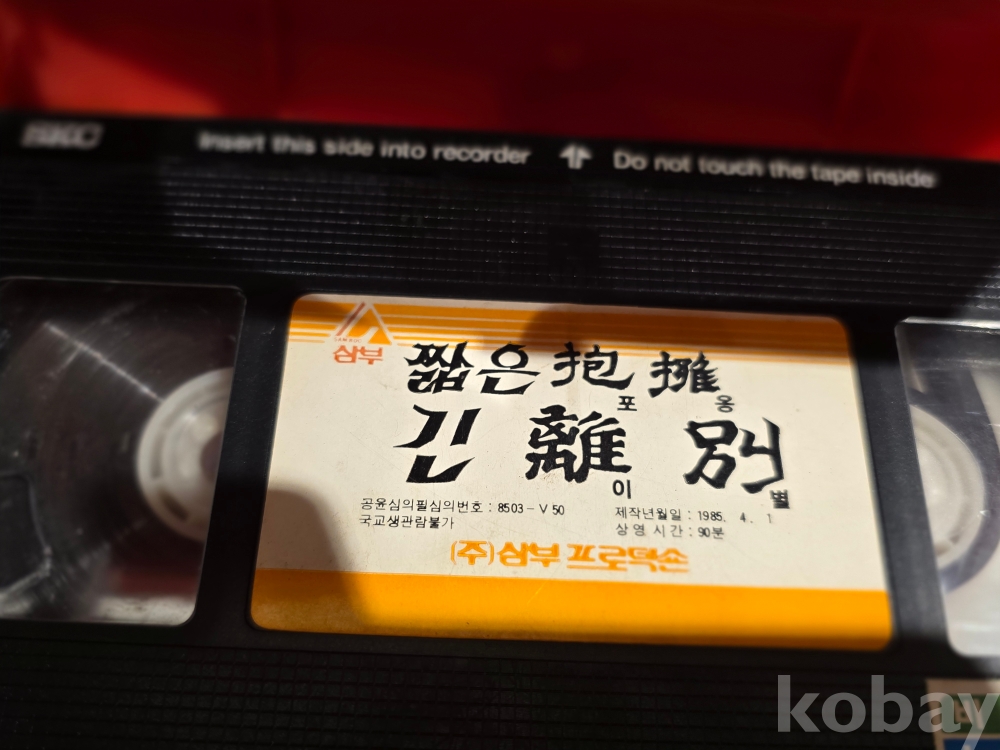 SKC
Insert this side into recorder ⬆ Do not touch the tape inside
삼부
짧은 抱擁
포 옹
긴 離別
이 별
공윤심의필심의번호 : 8503-V50
국교생관람불가
제작년월일 : 1985. 4. 1
상영시간 : 90분
(주)삼부 프로덕숀
kobay